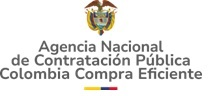 Agencia Nacional
de Contratación Pública
Colombia Compra Eficiente